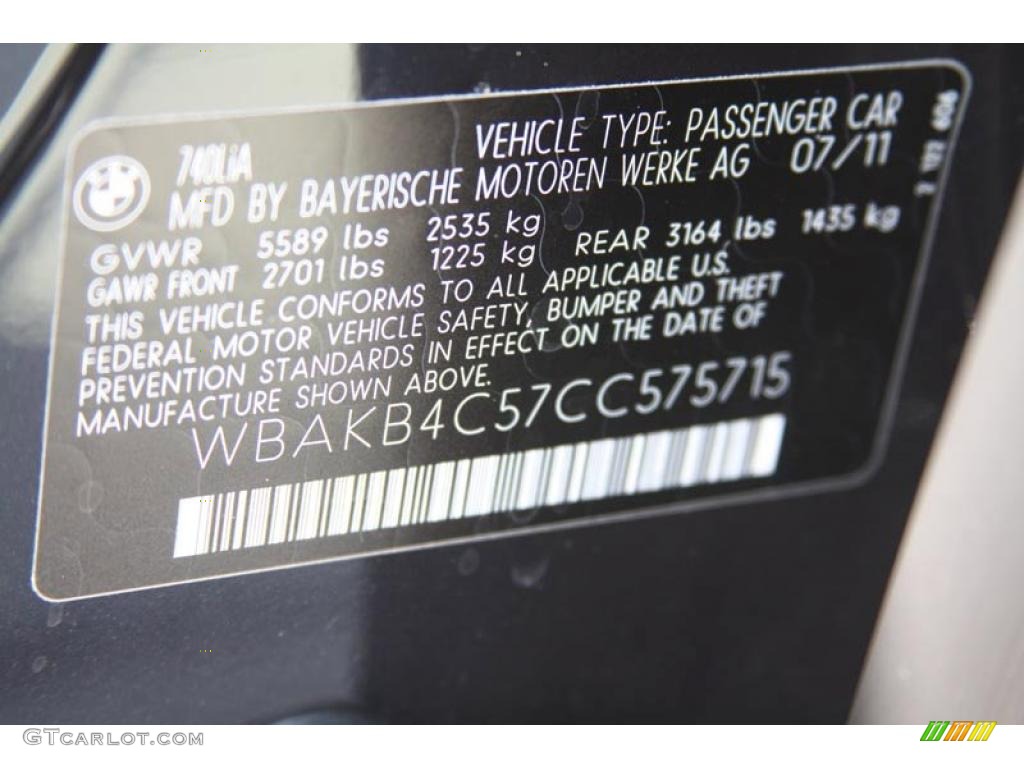 740LiA VEHICLE TYPE: PASSENGER CAR
MFD BY BAYERISCHE MOTOREN WERKE AG 07/11
GVWR 5589 lbs 2535 kg
GAWR FRONT 2701 lbs 1225 kg REAR 3164 lbs 1435 kg
THIS VEHICLE CONFORMS TO ALL APPLICABLE U.S.
FEDERAL MOTOR VEHICLE SAFETY, BUMPER AND THEFT
PREVENTION STANDARDS IN EFFECT ON THE DATE OF
MANUFACTURE SHOWN ABOVE.
WBAKB4C57CC575715
GTCARLOT.COM